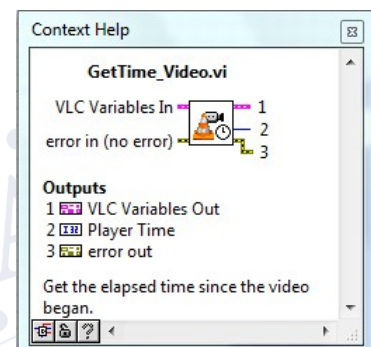 Context Help
GetTime_Video.vi
VLC Variables In 1
2
error in (no error) 3
Outputs
1 VLC Variables Out
2 I32 Player Time
3 error out
Get the elapsed time since the video
began.
?